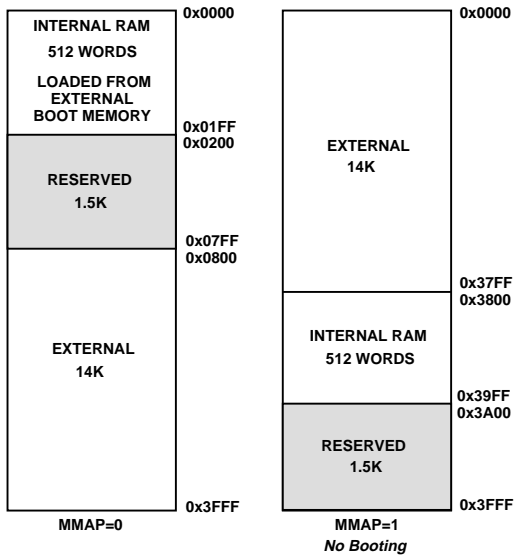 0x0000
INTERNAL RAM
512 WORDS
LOADED FROM
EXTERNAL
BOOT MEMORY
0x01FF
0x0200
RESERVED
1.5K
0x07FF
0x0800
EXTERNAL
14K
0x3FFF
MMAP=0
0x0000
EXTERNAL
14K
0x37FF
0x3800
INTERNAL RAM
512 WORDS
0x39FF
0x3A00
RESERVED
1.5K
0x3FFF
MMAP=1
No Booting